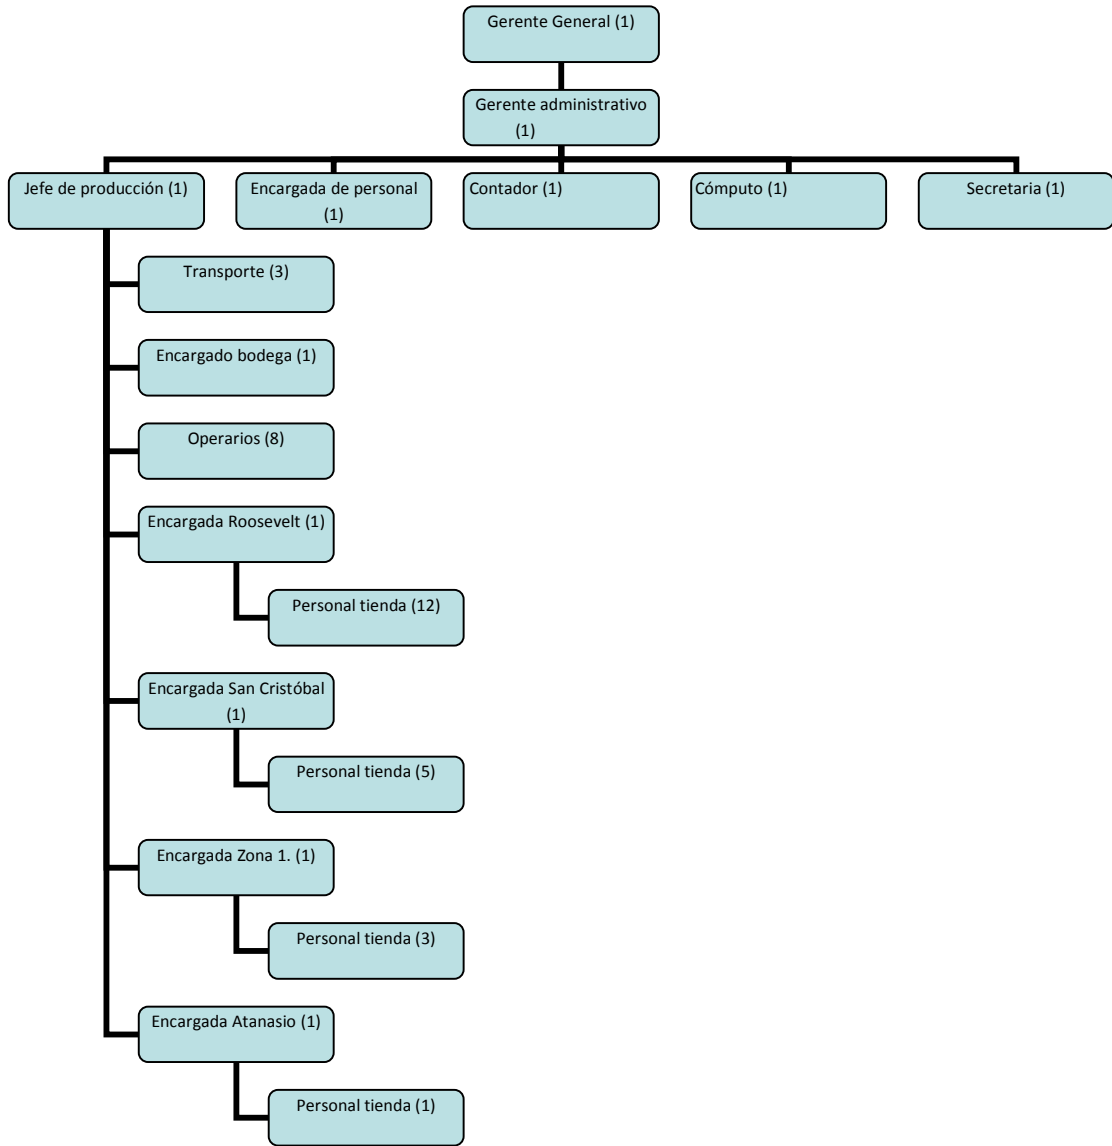 Gerente General (1)
Gerente administrativo
(1)
Jefe de producción (1)
Encargada de personal
(1)
Contador (1)
Cómputo (1)
Secretaria (1)
Transporte (3)
Encargado bodega (1)
Operarios (8)
Encargada Roosevelt (1)
Personal tienda (12)
Encargada San Cristóbal
(1)
Personal tienda (5)
Encargada Zona 1. (1)
Personal tienda (3)
Encargada Atanasio (1)
Personal tienda (1)